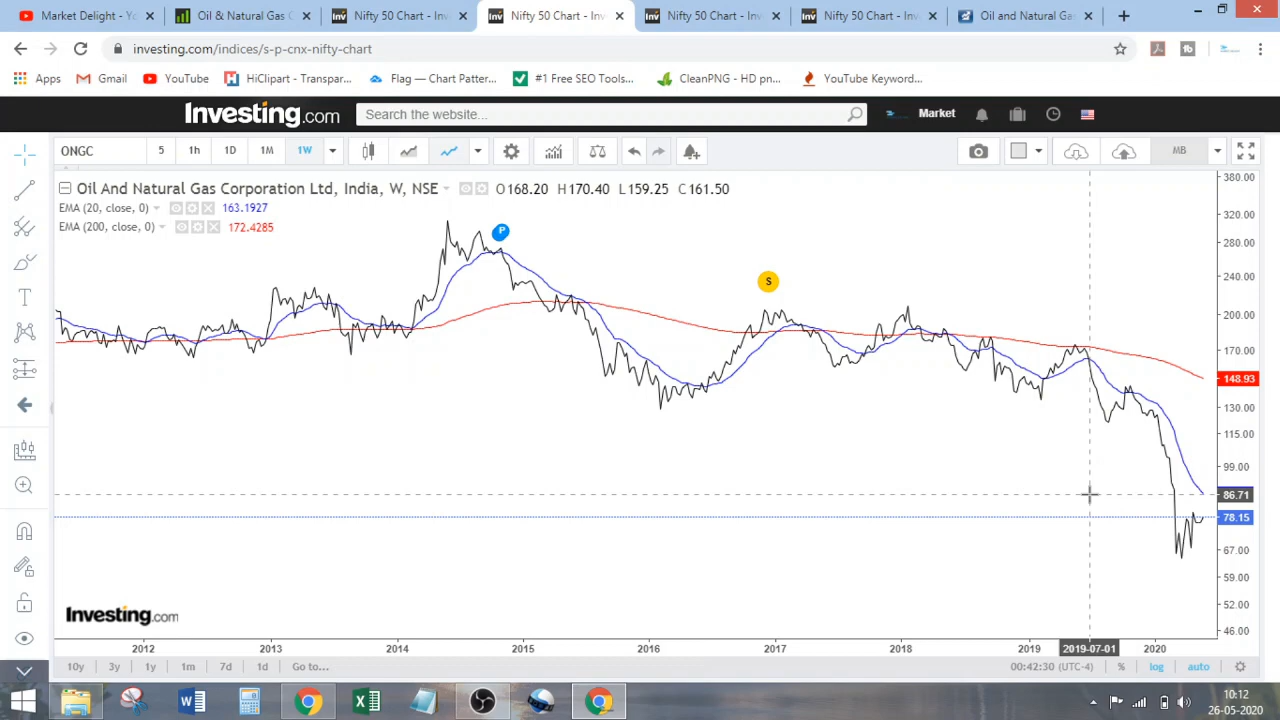 Market Delight - Yo
Oil & Natural Gas C
Nifty 50 Chart - Inve
Nifty 50 Chart - Inve
Nifty 50 Chart - Inve
Nifty 50 Chart - Inve
Oil and Natural Gas
investing.com/indices/s-p-cnx-nifty-chart
Apps
Gmail
YouTube
HiClipart - Transpar...
Flag — Chart Patter...
#1 Free SEO Tools...
CleanPNG - HD pn...
YouTube Keyword...
Investing.com
Search the website...
Market
ONGC
5
1h
1D
1M
1W
MB
Oil And Natural Gas Corporation Ltd, India, W, NSE
O168.20 H170.40 L159.25 C161.50
EMA (20, close, 0)
163.1927
EMA (200, close, 0)
172.4285
P
S
380.00
320.00
280.00
240.00
200.00
170.00
148.93
130.00
115.00
99.00
86.71
78.15
67.00
59.00
52.00
46.00
Investing.com
2012
2013
2014
2015
2016
2017
2018
2019
2019-07-01
2020
10y
3y
1y
1m
7d
1d
Go to...
00:42:30 (UTC-4)
%
log
auto
10:12
26-05-2020